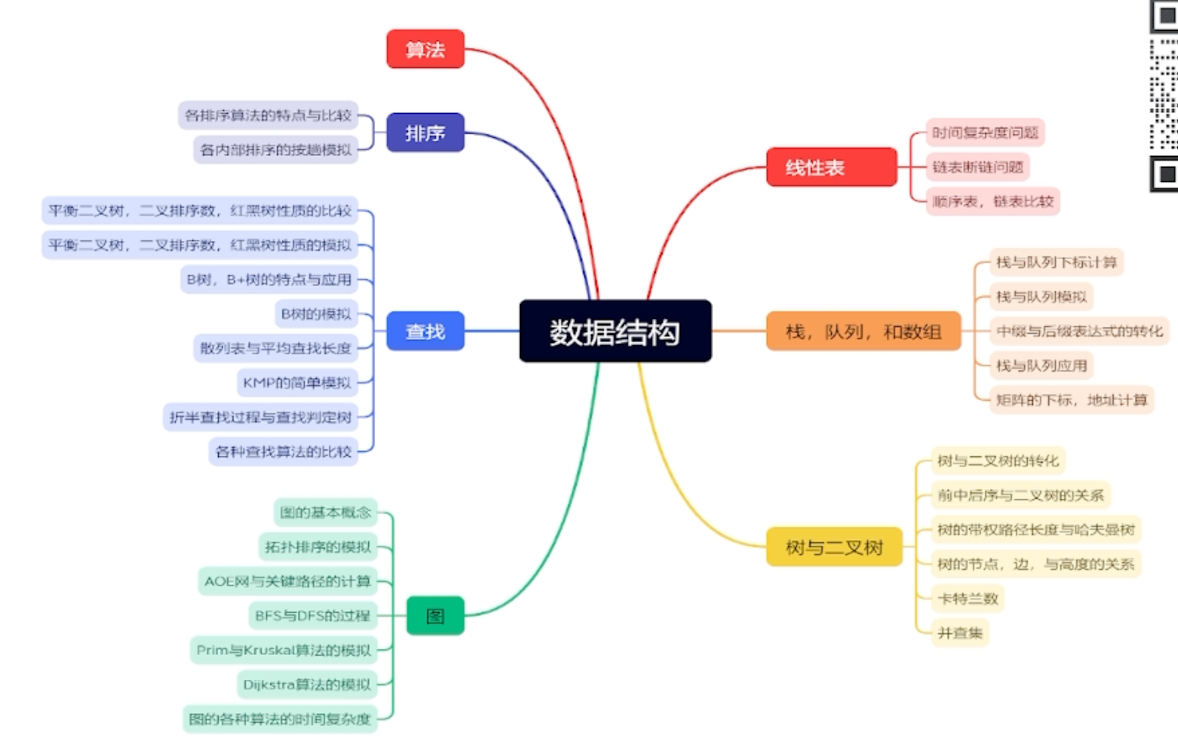 数据结构
线性表
时间复杂度问题
链表断链问题
顺序表，链表比较
栈，队列，和数组
栈与队列下标计算
栈与队列模拟
中缀与后缀表达式的转化
栈与队列应用
矩阵的下标，地址计算
树与二叉树
树与二叉树的转化
前中后序与二叉树的关系
树的带权路径长度与哈夫曼树
树的节点，边，与高度的关系
卡特兰数
并查集
算法
排序
各排序算法的特点与比较
各内部排序的按趟模拟
查找
平衡二叉树，二叉排序数，红黑树性质的比较
平衡二叉树，二叉排序数，红黑树性质的模拟
B树，B+树的特点与应用
B树的模拟
散列表与平均查找长度
KMP的简单模拟
折半查找过程与查找判定树
各种查找算法的比较
图
图的基本概念
拓扑排序的模拟
AOE网与关键路径的计算
BFS与DFS的过程
Prim与Kruskal算法的模拟
Dijkstra算法的模拟
图的各种算法的时间复杂度